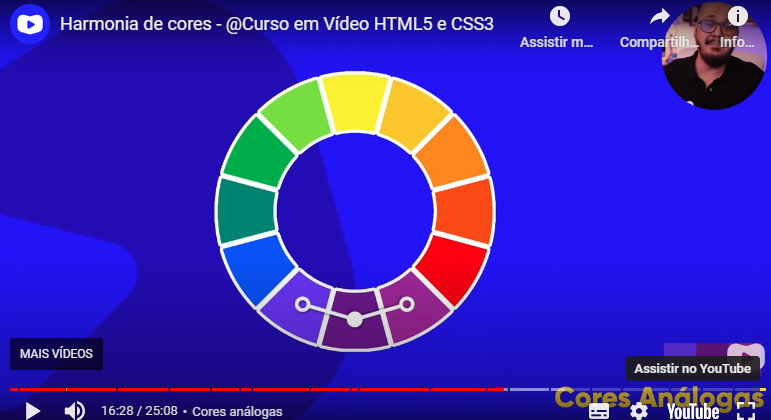 Harmonia de cores - @Curso em Vídeo HTML5 e CSS3
Assistir m...
Compartilh...
Info...
MAIS VÍDEOS
Assistir no YouTube
Cores Análogas
16:28 / 25:08 • Cores análogas
YouTube